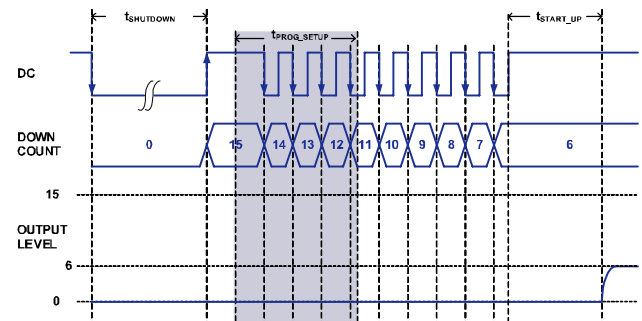 tSHUTDOWN
tSTART_UP
tPROG_SETUP
DC
DOWN
COUNT
0 15 14 13 12 11 10 9 8 7 6
15
OUTPUT
LEVEL
6
0